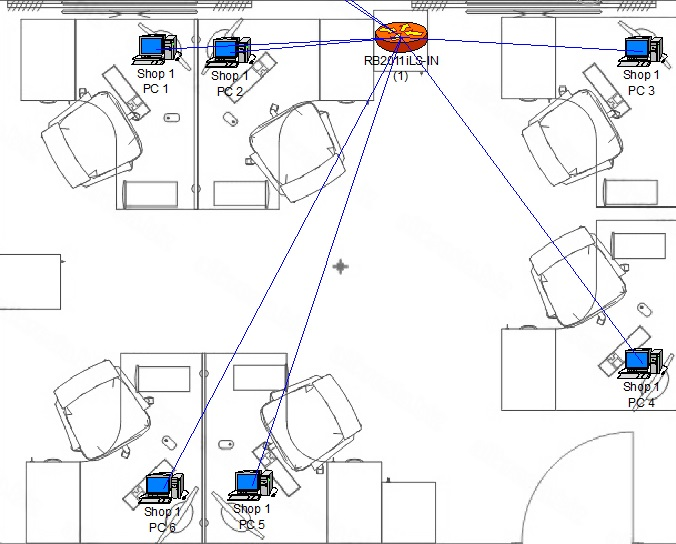 Shop 1
PC 1
Shop 1
PC 2
RB2011iLS-IN
(1)
Shop 1
PC 3
Shop 1
PC 4
Shop 1
PC 6
Shop 1
PC 5